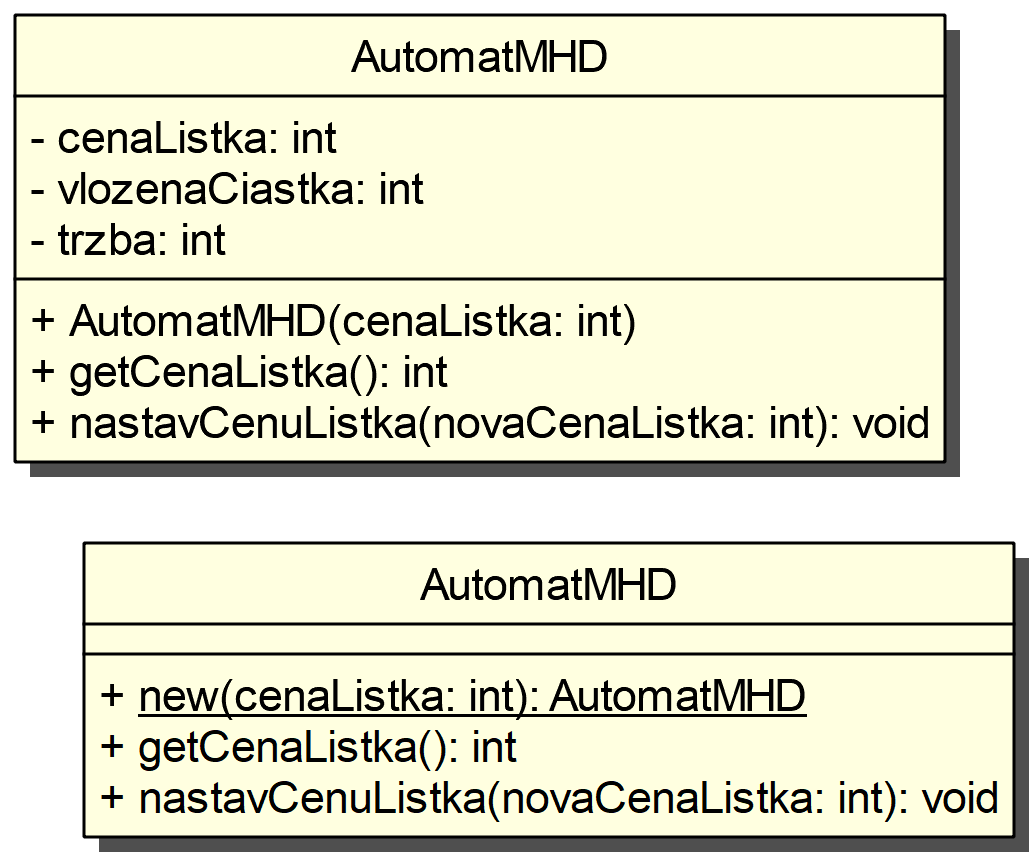 AutomatMHD
- cenaListka: int
- vlozenaCiastka: int
- trzba: int
+ AutomatMHD(cenaListka: int)
+ getCenaListka(): int
+ nastavCenuListka(novaCenaListka: int): void
AutomatMHD
+ new(cenaListka: int): AutomatMHD
+ getCenaListka(): int
+ nastavCenuListka(novaCenaListka: int): void